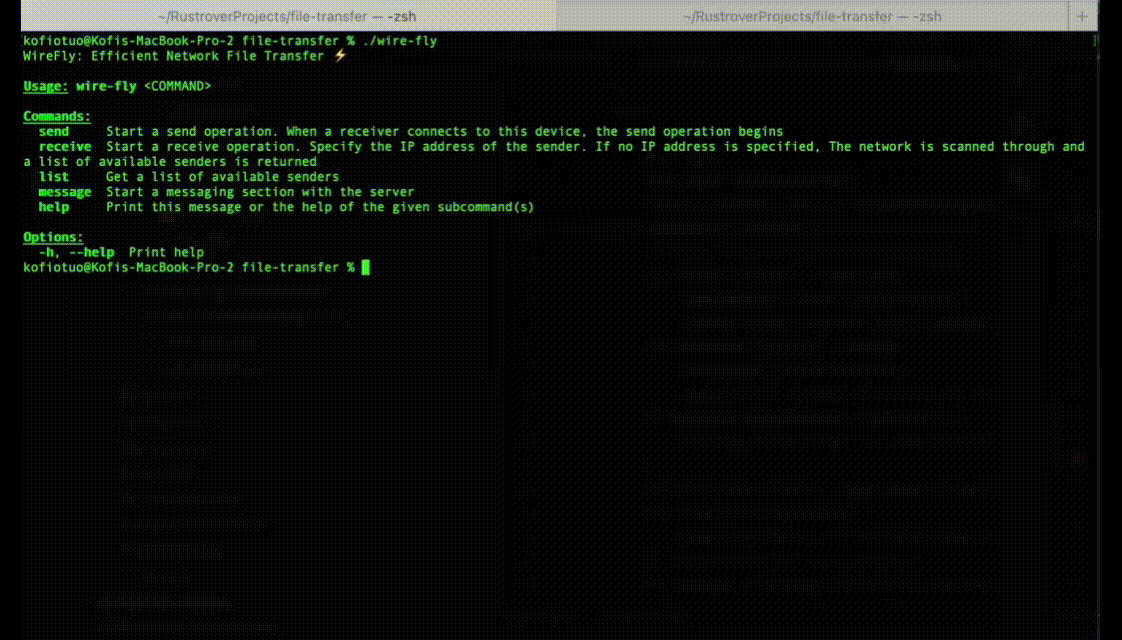 ~/RustroverProjects/file-transfer — -zsh
~/RustroverProjects/file-transfer — -zsh
+
kofiotuo@Kofis-MacBook-Pro-2 file-transfer % ./wire-fly
WireFly: Efficient Network File Transfer ⚡
Usage: wire-fly <COMMAND>
Commands:
send Start a send operation. When a receiver connects to this device, the send operation begins
receive Start a receive operation. Specify the IP address of the sender. If no IP address is specified, The network is scanned through and
a list of available senders is returned
list Get a list of available senders
message Start a messaging section with the server
help Print this message or the help of the given subcommand(s)
Options:
-h, --help Print help
kofiotuo@Kofis-MacBook-Pro-2 file-transfer %